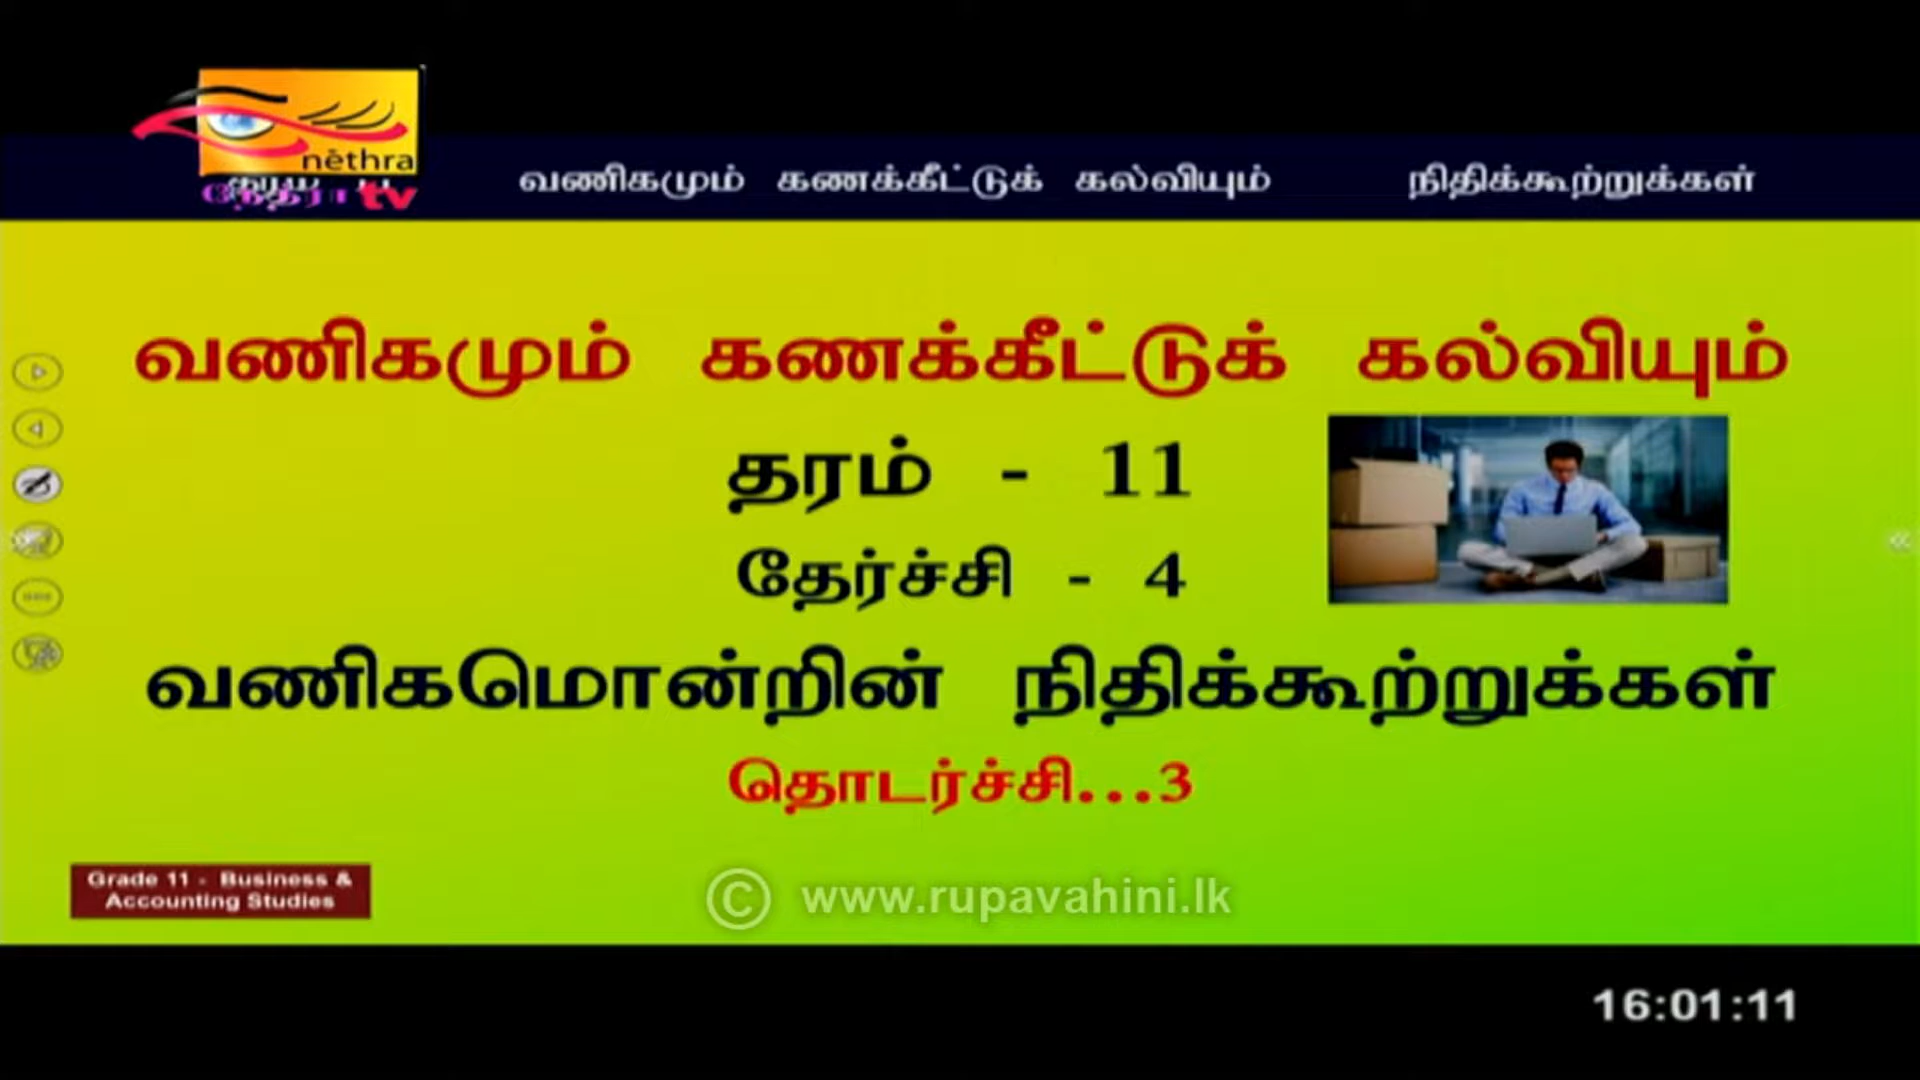 nēthra
tv
வணிகமும் கணக்கீட்டுக் கல்வியும் நிதிக்கூற்றுக்கள்
வணிகமும் கணக்கீட்டுக் கல்வியும்
தரம் - 11
தேர்ச்சி - 4
வணிகமொன்றின் நிதிக்கூற்றுக்கள்
தொடர்ச்சி...3
Grade 11 - Business &
Accounting Studies
© www.rupavahini.lk
16:01:11